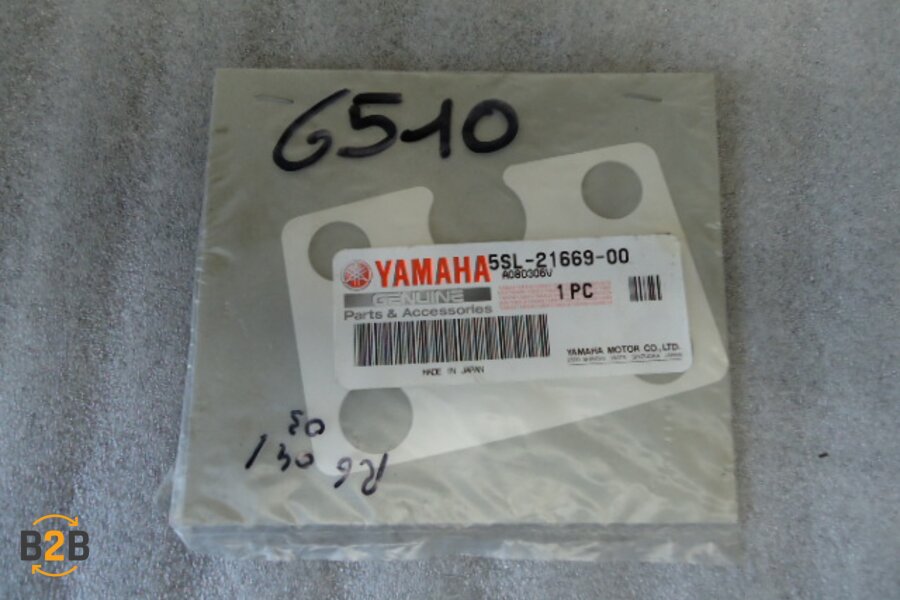 6510
YAMAHA 5SL-21669-00
A080306V
GENUINE
1 PC
Parts & Accessories
YAMAHA MOTOR CO., LTD.
MADE IN JAPAN
B2B